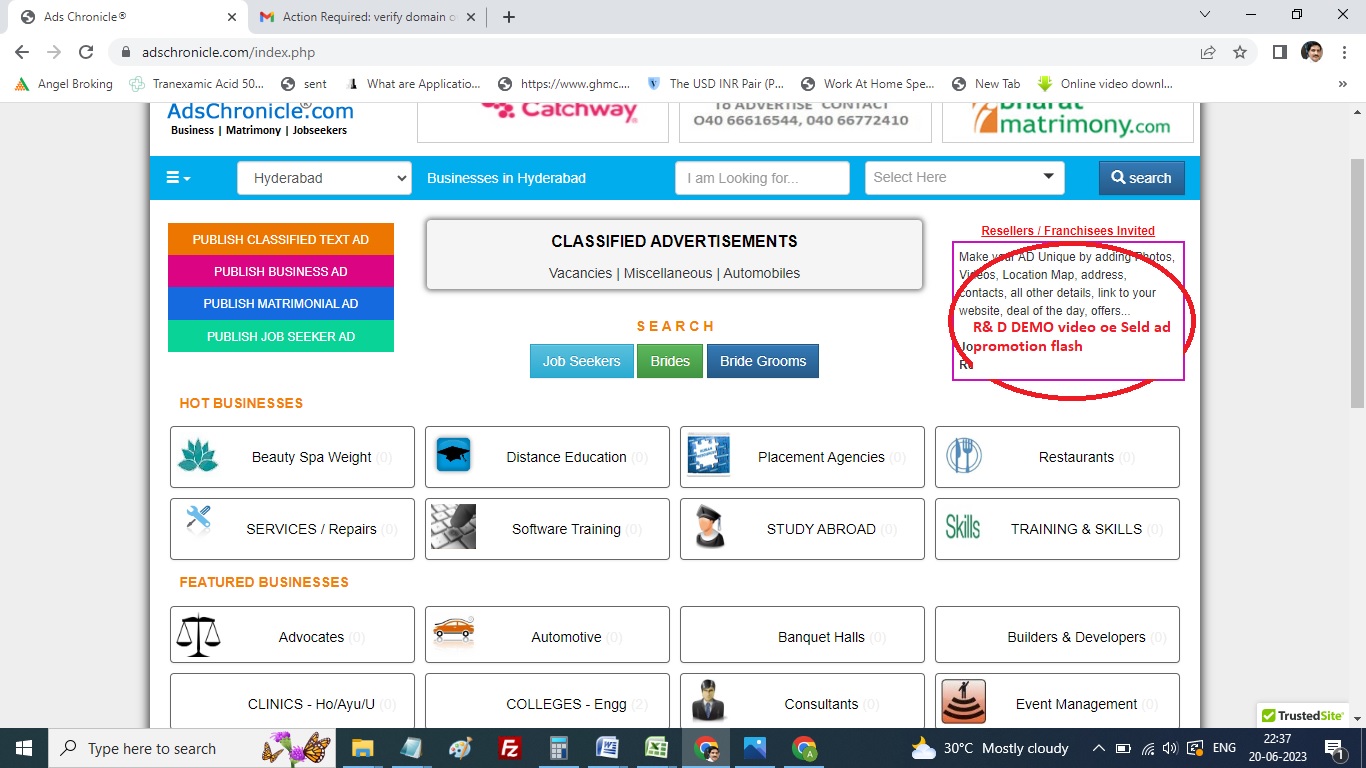 Ads Chronicle®
Action Required: verify domain o
adschronicle.com/index.php
Angel Broking
Tranexamic Acid 50...
sent
What are Applicatio...
https://www.ghmc....
The USD INR Pair (P...
Work At Home Spe...
New Tab
Online video downl...
»
AdsChronicle®.com
Business | Matrimony | Jobseekers
Catchway
TO ADVERTISE CONTACT
O40 66616544, 040 66772410
bharat
matrimony.com
Hyderabad
Businesses in Hyderabad
I am Looking for...
Select Here
search
PUBLISH CLASSIFIED TEXT AD
PUBLISH BUSINESS AD
PUBLISH MATRIMONIAL AD
PUBLISH JOB SEEKER AD
CLASSIFIED ADVERTISEMENTS
Vacancies | Miscellaneous | Automobiles
SEARCH
Job Seekers
Brides
Bride Grooms
Resellers / Franchisees Invited
Make your AD Unique by adding Photos,
Videos, Location Map, address,
contacts, all other details, link to your
website, deal of the day, offers...
R& D DEMO video oe Seld ad
Jopromotion flash
HOT BUSINESSES
Beauty Spa Weight (0)
Distance Education (0)
Placement Agencies (0)
Restaurants (0)
SERVICES / Repairs (0)
Software Training (0)
STUDY ABROAD (0)
Skills
TRAINING & SKILLS (0)
FEATURED BUSINESSES
Advocates (0)
Automotive (0)
Banquet Halls (0)
Builders & Developers (0)
CLINICS - Ho/Ayu/U (0)
COLLEGES - Engg (2)
Consultants (0)
Event Management (0)
TrustedSite
Type here to search
30°C Mostly cloudy
ENG
22:37
20-06-2023
1